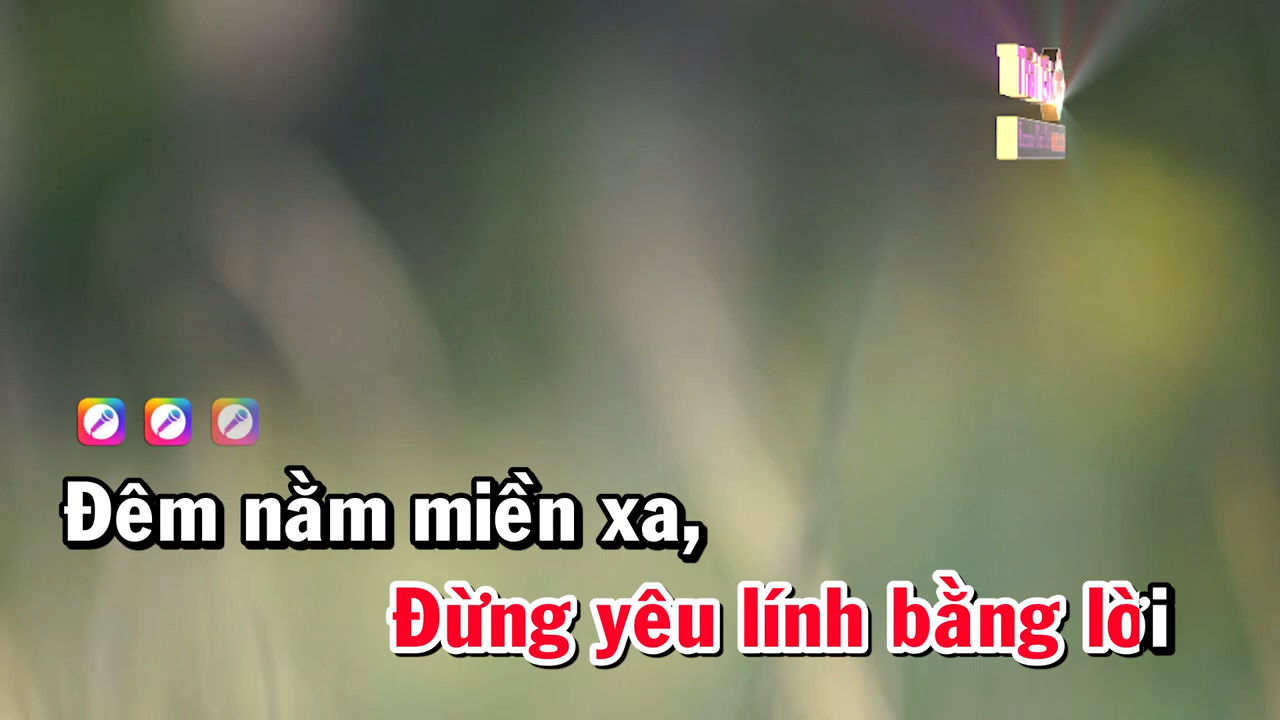 Đêm nằm miền xa,
Đừng yêu lính bằng lời